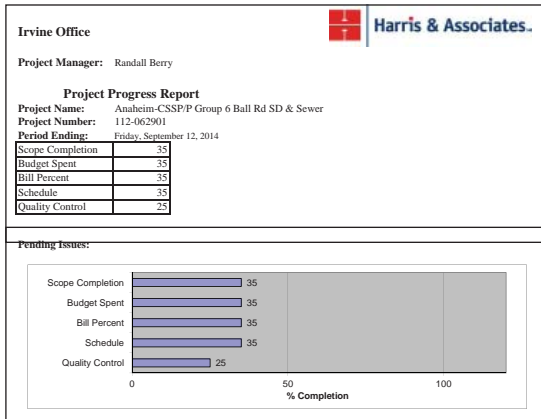 Harris & Associates
Irvine Office
Project Manager: Randall Berry
Project Progress Report
Project Name: Anaheim-CSSP/P Group 6 Ball Rd SD & Sewer
Project Number: 112-062901
Period Ending: Friday, September 12, 2014
Scope Completion 35
Budget Spent 35
Bill Percent 35
Schedule 35
Quality Control 25
Pending Issues:
Scope Completion 35
Budget Spent 35
Bill Percent 35
Schedule 35
Quality Control 25
0 50 100
% Completion